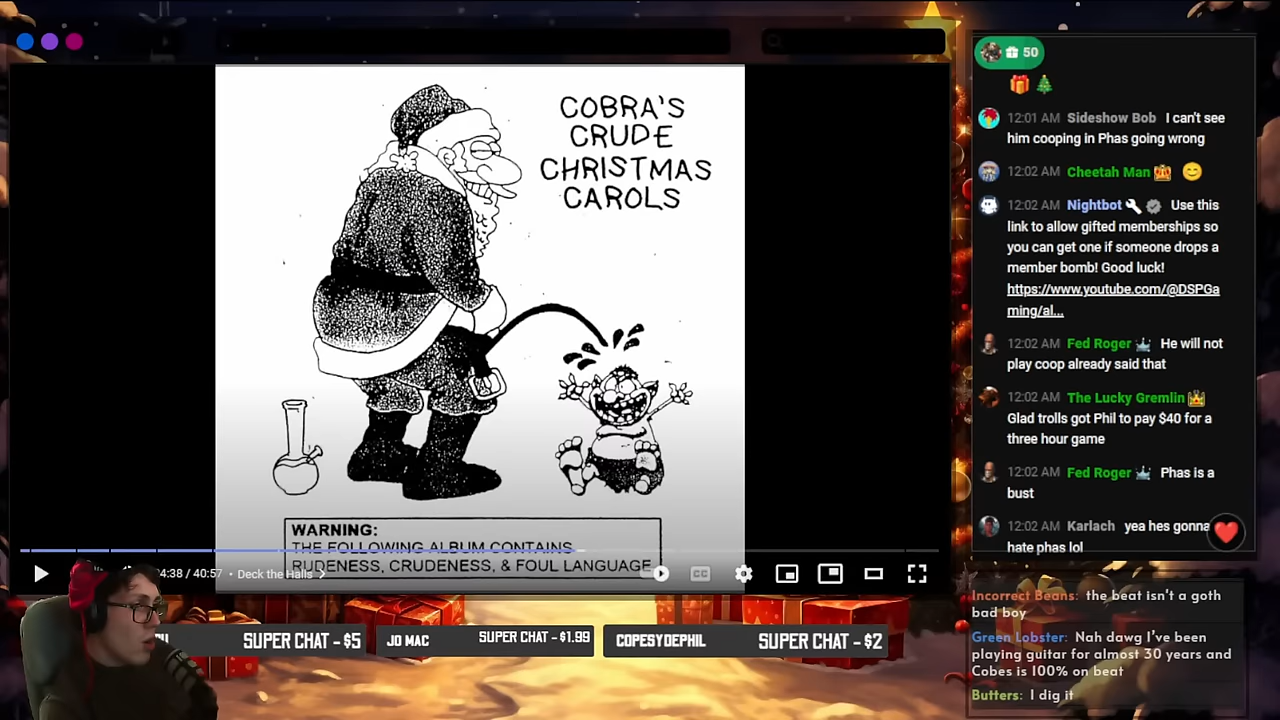 COBRA'S
CRUDE
CHRISTMAS
CAROLS
WARNING:
THE FOLLOWING ALBUM CONTAINS
RUDENESS, CRUDENESS, & FOUL LANGUAGE
4:38 / 40:57 • Deck the Halls
SUPER CHAT - $5
JD MAC
SUPER CHAT - $1.99
COPESYDEPHIL
SUPER CHAT - $2
50
12:01 AM Sideshow Bob I can't see
him cooping in Phas going wrong
12:02 AM Cheetah Man
12:02 AM Nightbot Use this
link to allow gifted memberships so
you can get one if someone drops a
member bomb! Good luck!
https://www.youtube.com/@DSPGa
ming/al...
12:02 AM Fed Roger He will not
play coop already said that
12:02 AM The Lucky Gremlin
Glad trolls got Phil to pay $40 for a
three hour game
12:02 AM Fed Roger Phas is a
bust
12:02 AM Karlach yea hes gonna
hate phas lol
Incorrect Beans: the beat isn't a goth
bad boy
Green Lobster: Nah dawg I've been
playing guitar for almost 30 years and
Cobes is 100% on beat
Butters: I dig it